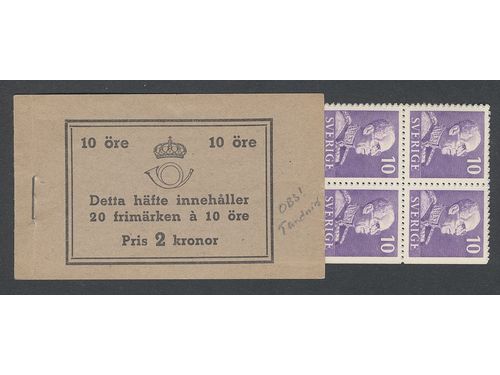 10 öre 10 öre
Detta häfte innehåller
20 frimärken à 10 öre
Pris 2 kronor
OBS!
Tandning
SVERIGE 10
SVERIGE 10
SVERIGE 10
SVERIGE 10